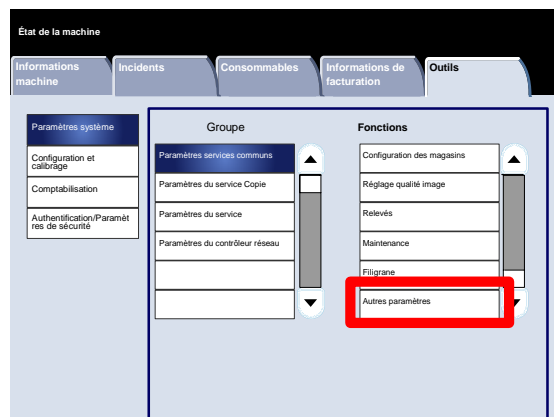 État de la machine
Informations machine
Incidents
Consommables
Informations de facturation
Outils
Paramètres système
Configuration et calibrage
Comptabilisation
Authentification/Paramèt
res de sécurité
Groupe
Paramètres services communs
Paramètres du service Copie
Paramètres du service
Paramètres du contrôleur réseau
Fonctions
Configuration des magasins
Réglage qualité image
Relevés
Maintenance
Filigrane
Autres paramètres